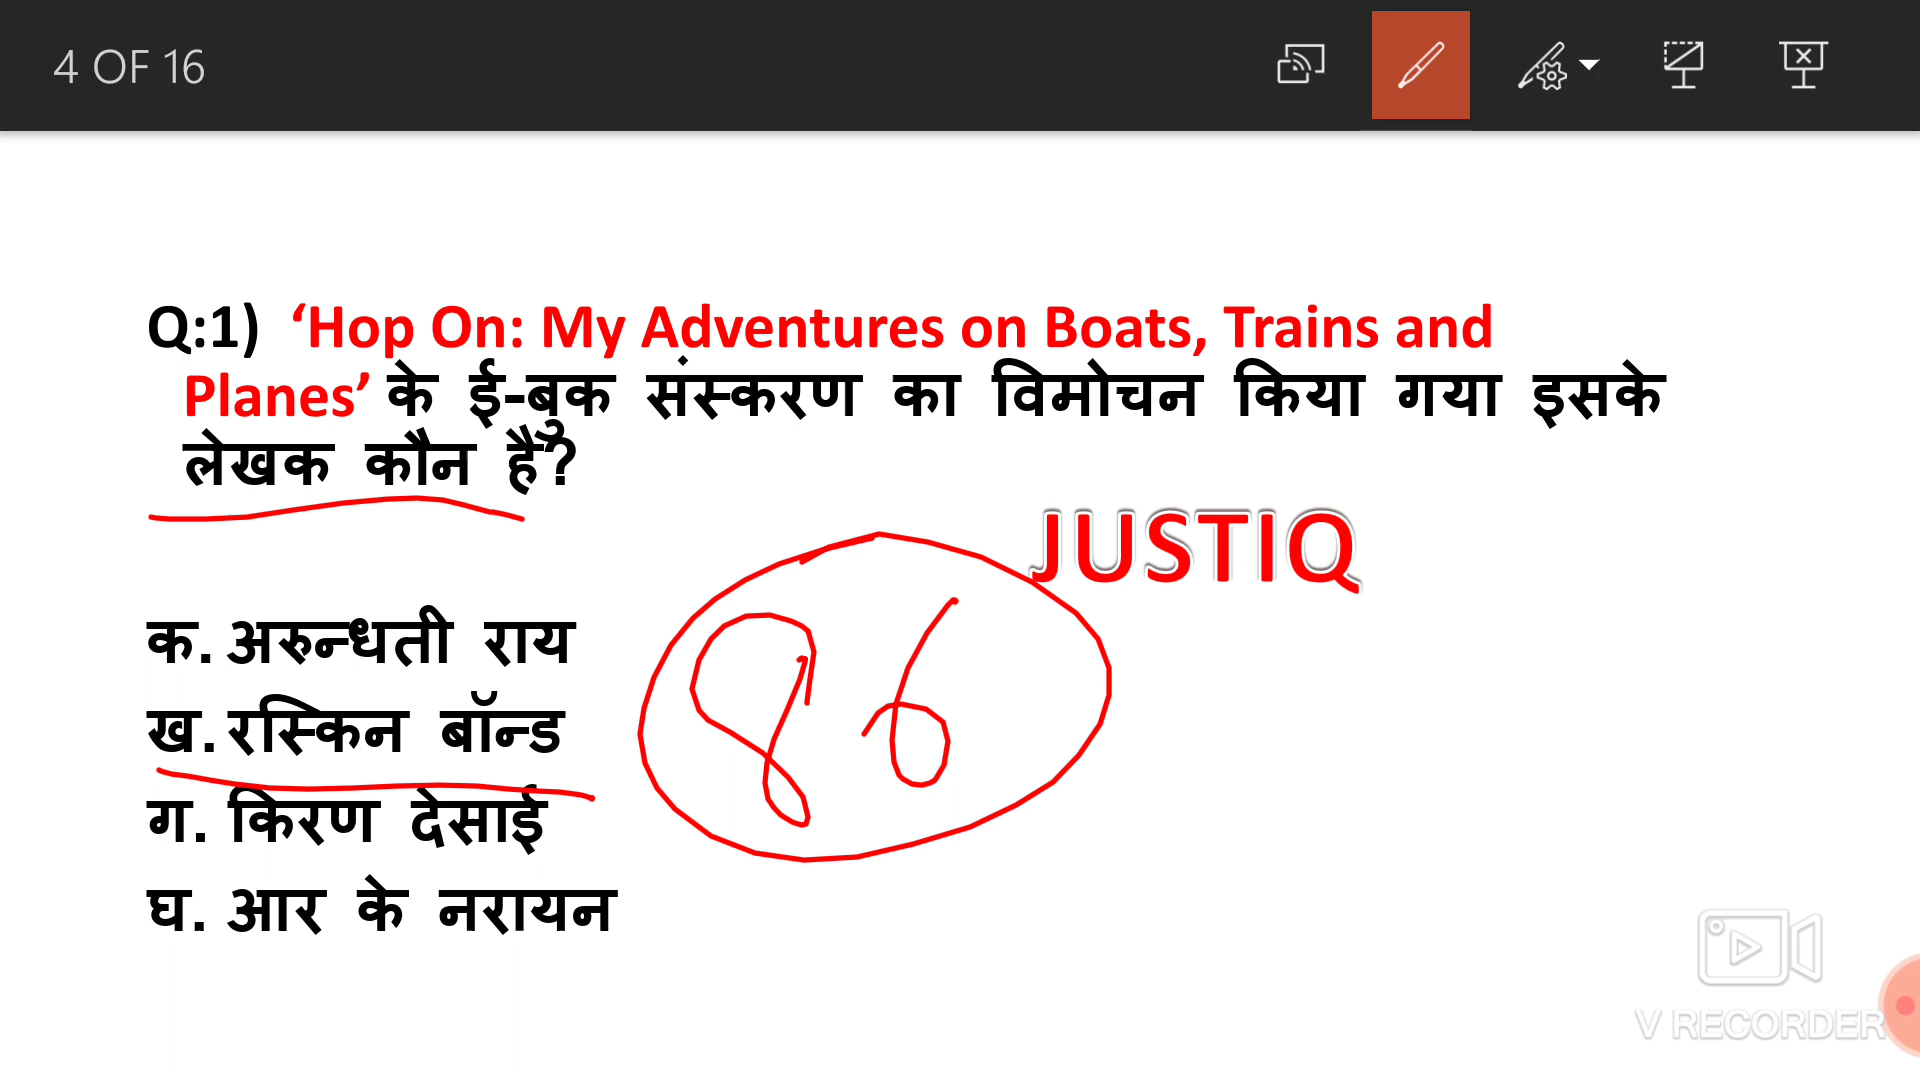 4 OF 16
Q:1) ‘Hop On: My Adventures on Boats, Trains and
Planes’ के ई-बुक संस्करण का विमोचन किया गया इसके
लेखक कौन है?
JUSTIQ
86
क. अरुन्धती राय
ख. रस्किन बॉन्ड
ग. किरण देसाई
घ. आर के नरायन
V RECORDER